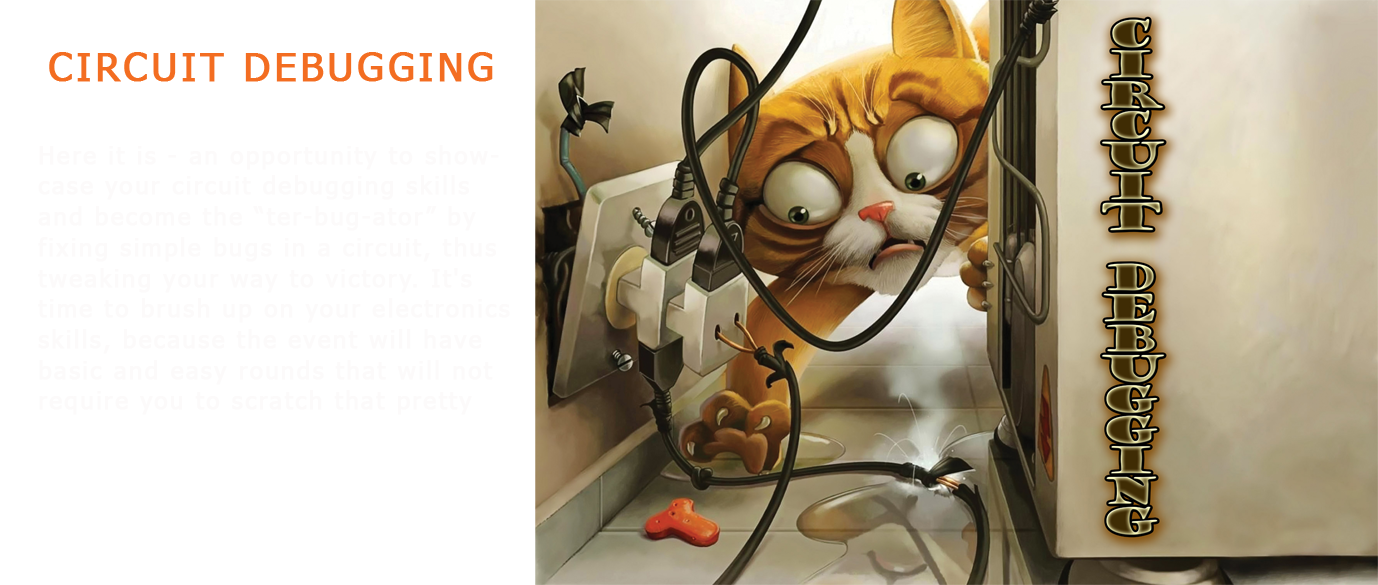 CIRCUIT DEBUGGING
Here it is - an opportunity to show-
case your circuit debugging skills
and become the "ter-bug-ator" by
fixing simple bugs in a circuit, thus
tweaking your way to victory. It's
time to brush up on your electronics
skills, because the event will have
basic and easy rounds that will not
require you to scratch that pretty
CIRCUIT DEBUGGING